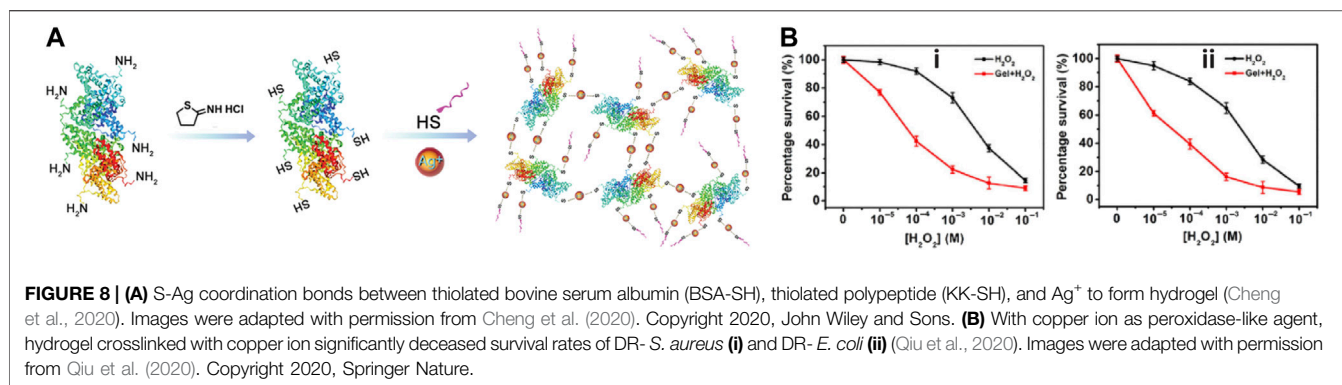 A
NH₂
H₂N
NH₂
H₂N
NH₂
H₂N
S
NH HCl
HS
HS
SH
HS
SH
HS
HS
Ag⁺
B
i
H₂O₂
Gel+H₂O₂
Percentage survival (%)
100
80
60
40
20
0
0 10⁻⁵ 10⁻⁴ 10⁻³ 10⁻² 10⁻¹
[H₂O₂] (M)
ii
H₂O₂
Gel+H₂O₂
Percentage survival (%)
100
80
60
40
20
0
0 10⁻⁵ 10⁻⁴ 10⁻³ 10⁻² 10⁻¹
[H₂O₂] (M)
FIGURE 8 | (A) S-Ag coordination bonds between thiolated bovine serum albumin (BSA-SH), thiolated polypeptide (KK-SH), and Ag⁺ to form hydrogel (Cheng
et al., 2020). Images were adapted with permission from Cheng et al. (2020). Copyright 2020, John Wiley and Sons. (B) With copper ion as peroxidase-like agent,
hydrogel crosslinked with copper ion significantly deceased survival rates of DR- S. aureus (i) and DR- E. coli (ii) (Qiu et al., 2020). Images were adapted with permission
from Qiu et al. (2020). Copyright 2020, Springer Nature.